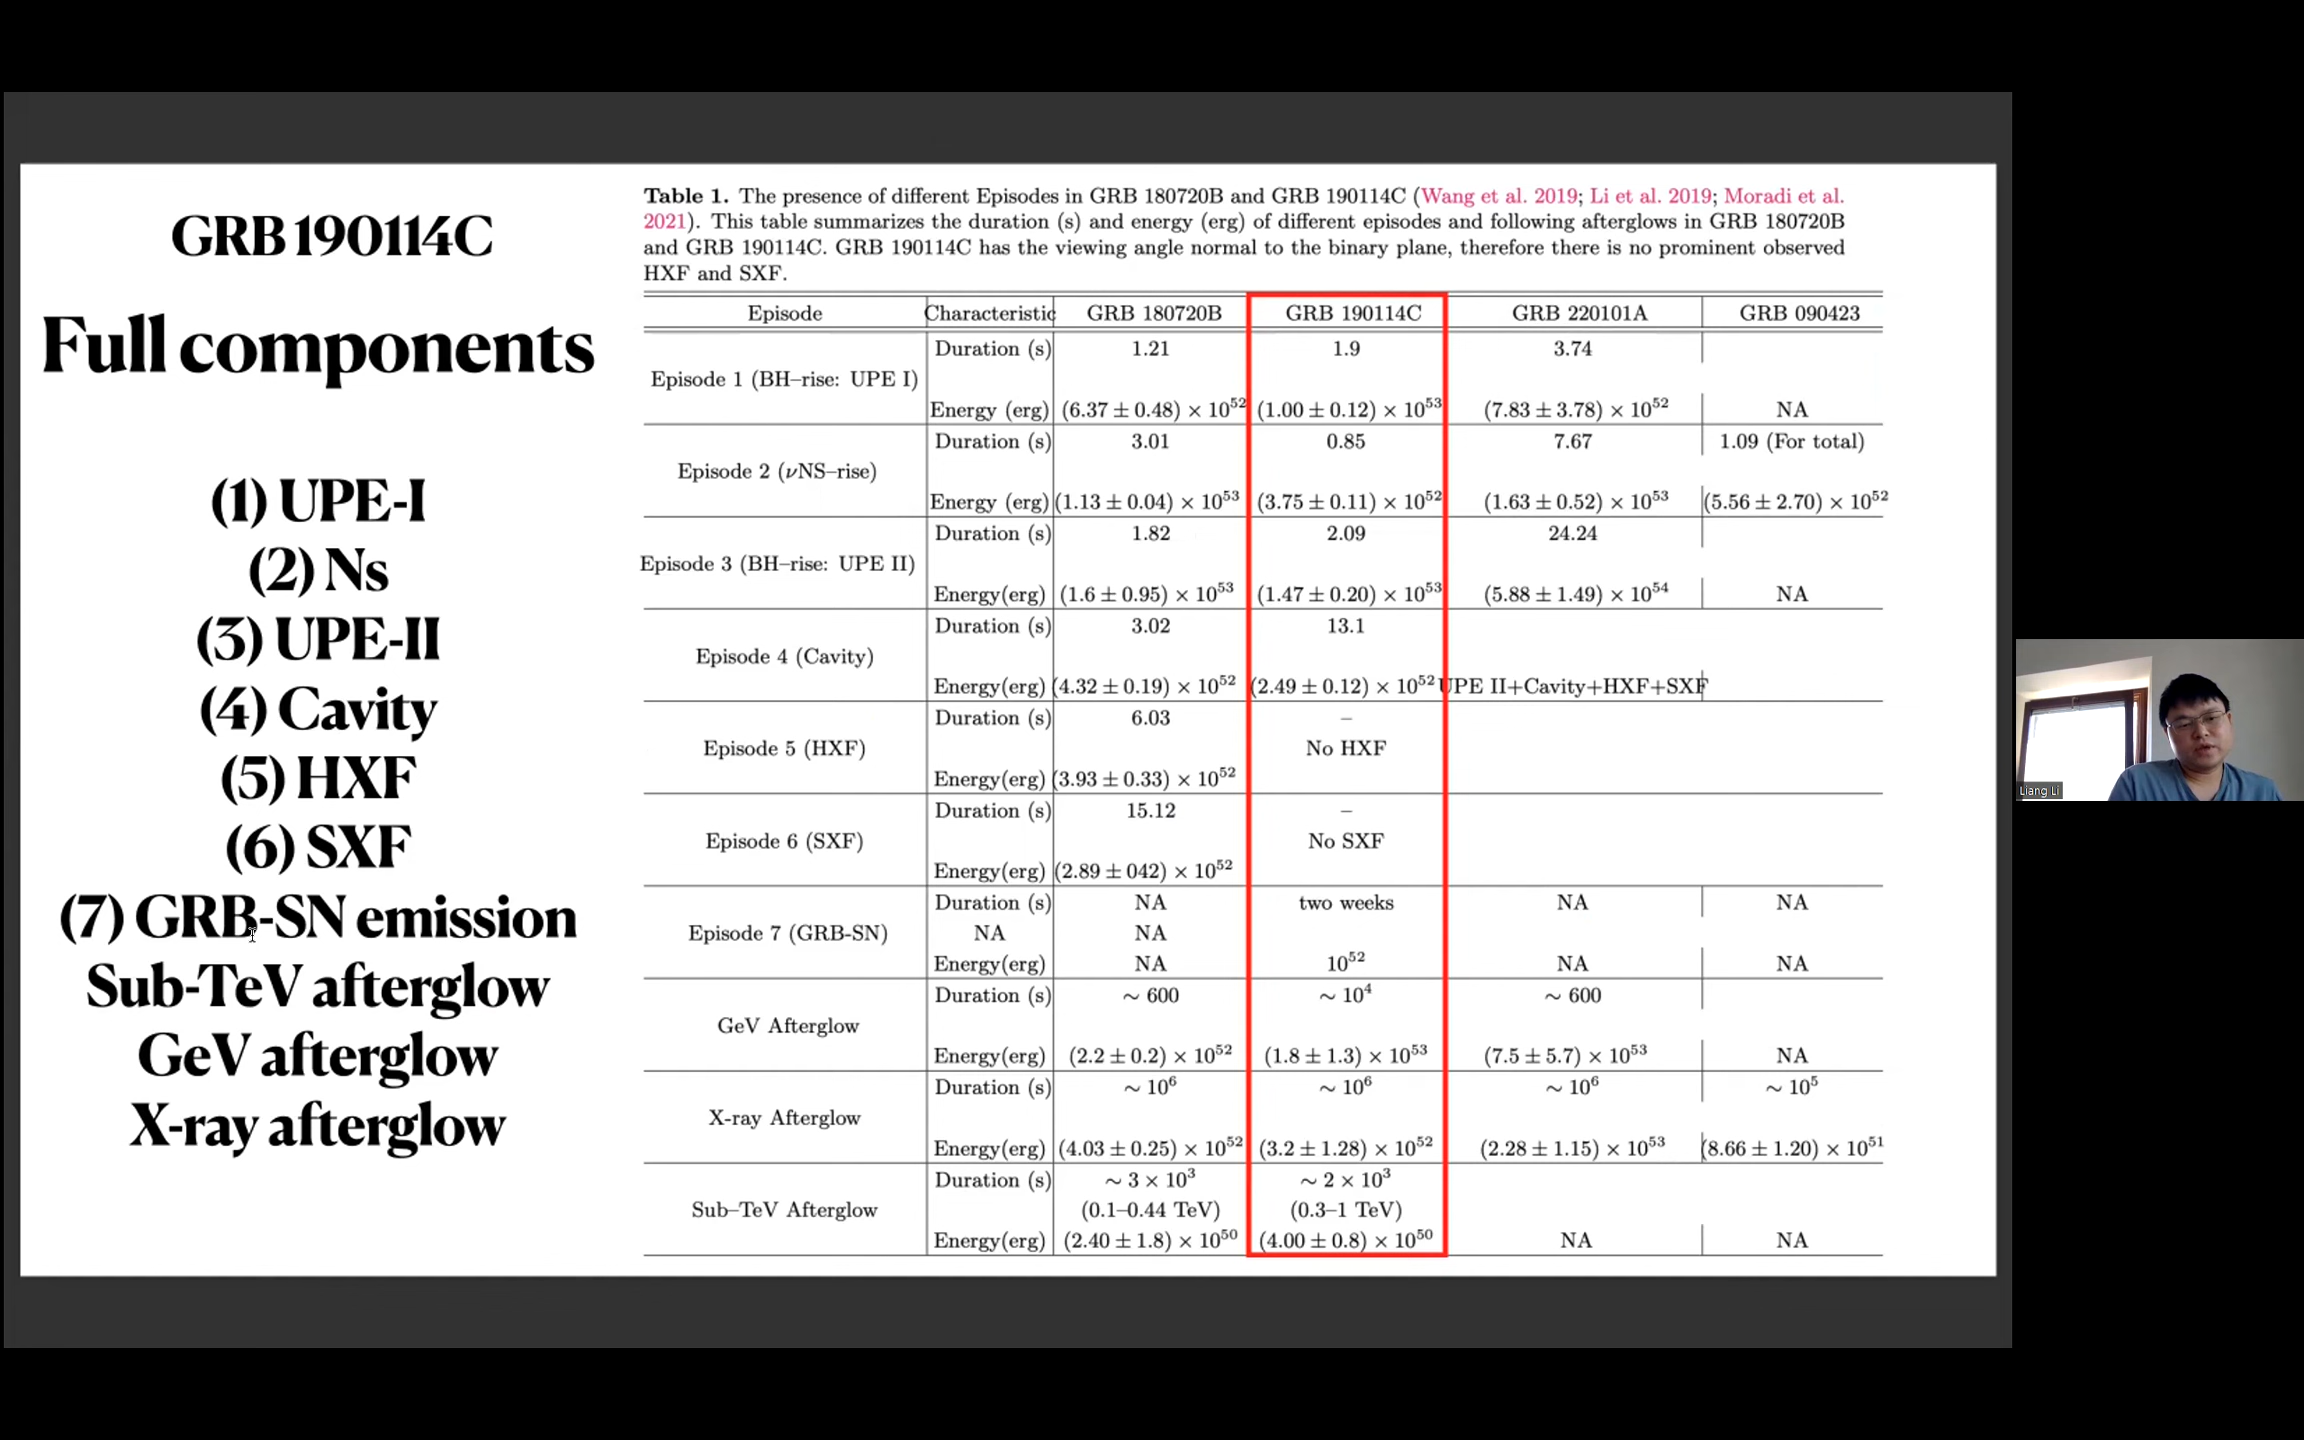 GRB 190114C
Full components
(1) UPE-I
(2) Ns
(3) UPE-II
(4) Cavity
(5) HXF
(6) SXF
(7) GRB-SN emission
Sub-TeV afterglow
GeV afterglow
X-ray afterglow
Table 1. The presence of different Episodes in GRB 180720B and GRB 190114C (Wang et al. 2019; Li et al. 2019; Moradi et al.
2021). This table summarizes the duration (s) and energy (erg) of different episodes and following afterglows in GRB 180720B
and GRB 190114C. GRB 190114C has the viewing angle normal to the binary plane, therefore there is no prominent observed
HXF and SXF.
Episode Characteristic GRB 180720B GRB 190114C GRB 220101A GRB 090423
Duration (s) 1.21 1.9 3.74
Episode 1 (BH–rise: UPE I)
Energy (erg) (6.37 ± 0.48) × 10^52 (1.00 ± 0.12) × 10^53 (7.83 ± 3.78) × 10^52 NA
Duration (s) 3.01 0.85 7.67 1.09 (For total)
Episode 2 (νNS–rise)
Energy (erg) (1.13 ± 0.04) × 10^53 (3.75 ± 0.11) × 10^52 (1.63 ± 0.52) × 10^53 (5.56 ± 2.70) × 10^52
Duration (s) 1.82 2.09 24.24
Episode 3 (BH–rise: UPE II)
Energy(erg) (1.6 ± 0.95) × 10^53 (1.47 ± 0.20) × 10^53 (5.88 ± 1.49) × 10^54 NA
Duration (s) 3.02 13.1
Episode 4 (Cavity)
Energy(erg) (4.32 ± 0.19) × 10^52 (2.49 ± 0.12) × 10^52 UPE II+Cavity+HXF+SXF
Duration (s) 6.03 –
Episode 5 (HXF) No HXF
Energy(erg) (3.93 ± 0.33) × 10^52
Duration (s) 15.12 –
Episode 6 (SXF) No SXF
Energy(erg) (2.89 ± 042) × 10^52
Duration (s) NA two weeks NA NA
Episode 7 (GRB-SN) NA NA
Energy(erg) NA 10^52 NA NA
Duration (s) ∼ 600 ∼ 10^4 ∼ 600
GeV Afterglow
Energy(erg) (2.2 ± 0.2) × 10^52 (1.8 ± 1.3) × 10^53 (7.5 ± 5.7) × 10^53 NA
Duration (s) ∼ 10^6 ∼ 10^6 ∼ 10^6 ∼ 10^5
X-ray Afterglow
Energy(erg) (4.03 ± 0.25) × 10^52 (3.2 ± 1.28) × 10^52 (2.28 ± 1.15) × 10^53 (8.66 ± 1.20) × 10^51
Duration (s) ∼ 3 × 10^3 ∼ 2 × 10^3
Sub–TeV Afterglow (0.1–0.44 TeV) (0.3–1 TeV)
Energy(erg) (2.40 ± 1.8) × 10^50 (4.00 ± 0.8) × 10^50 NA NA
Liang Li